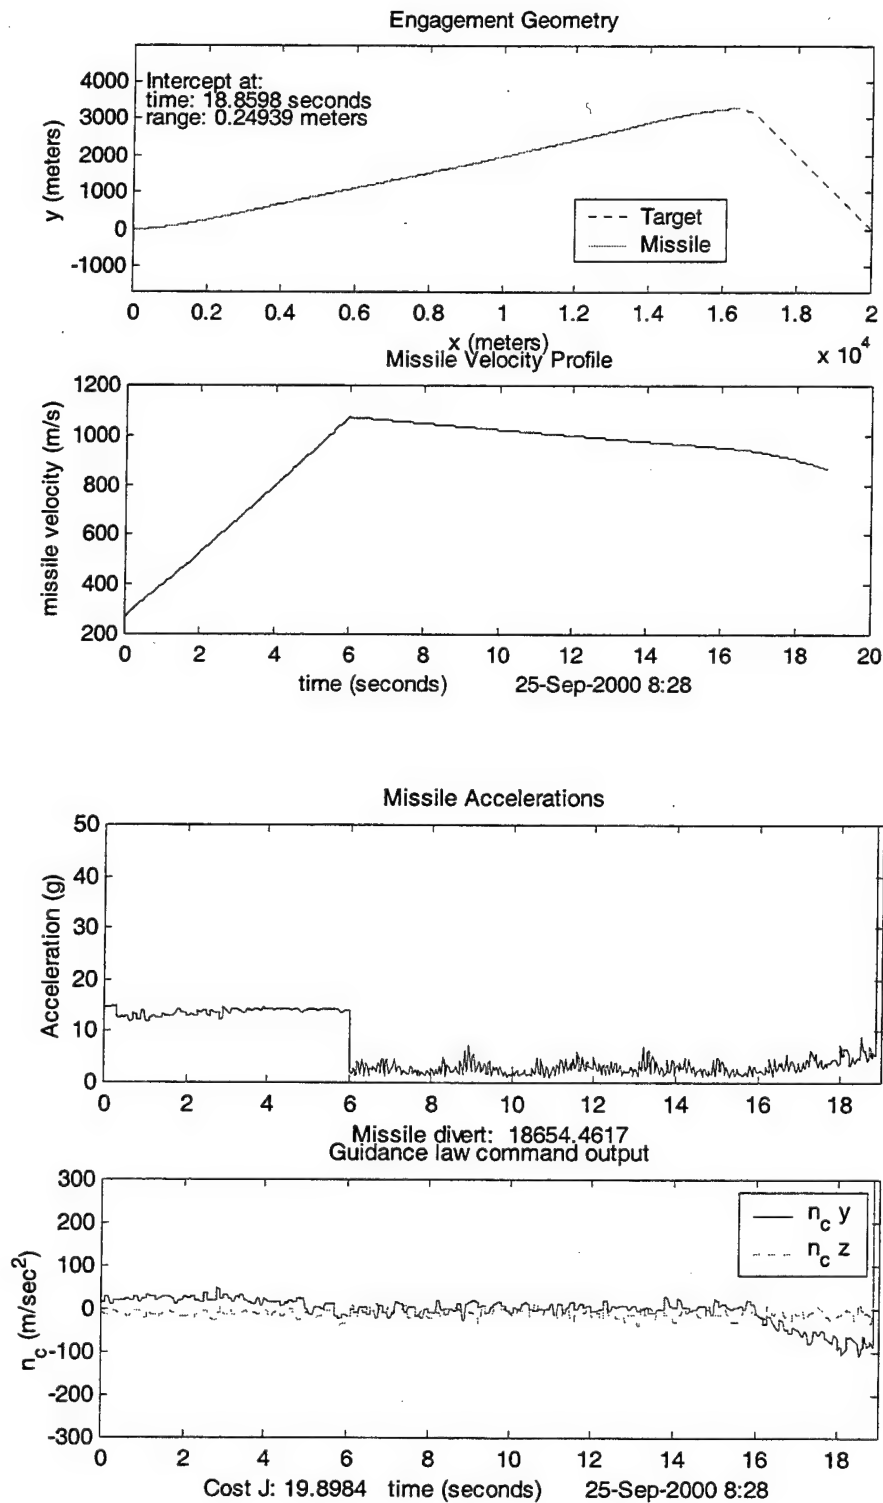 Engagement Geometry
4000
3000
2000
1000
0
-1000
y (meters)
Intercept at:
time: 18.8598 seconds
range: 0.24939 meters
Target
Missile
0 0.2 0.4 0.6 0.8 1 1.2 1.4 1.6 1.8 2
x (meters)
x 10^4
Missile Velocity Profile
1200
1000
800
600
400
200
missile velocity (m/s)
0 2 4 6 8 10 12 14 16 18 20
time (seconds) 25-Sep-2000 8:28
Missile Accelerations
50
40
30
20
10
0
Acceleration (g)
0 2 4 6 8 10 12 14 16 18
Missile divert: 18654.4617
Guidance law command output
300
200
100
0
-100
-200
-300
n_c (m/sec^2)
n_c y
n_c z
0 2 4 6 8 10 12 14 16 18
Cost J: 19.8984 time (seconds) 25-Sep-2000 8:28